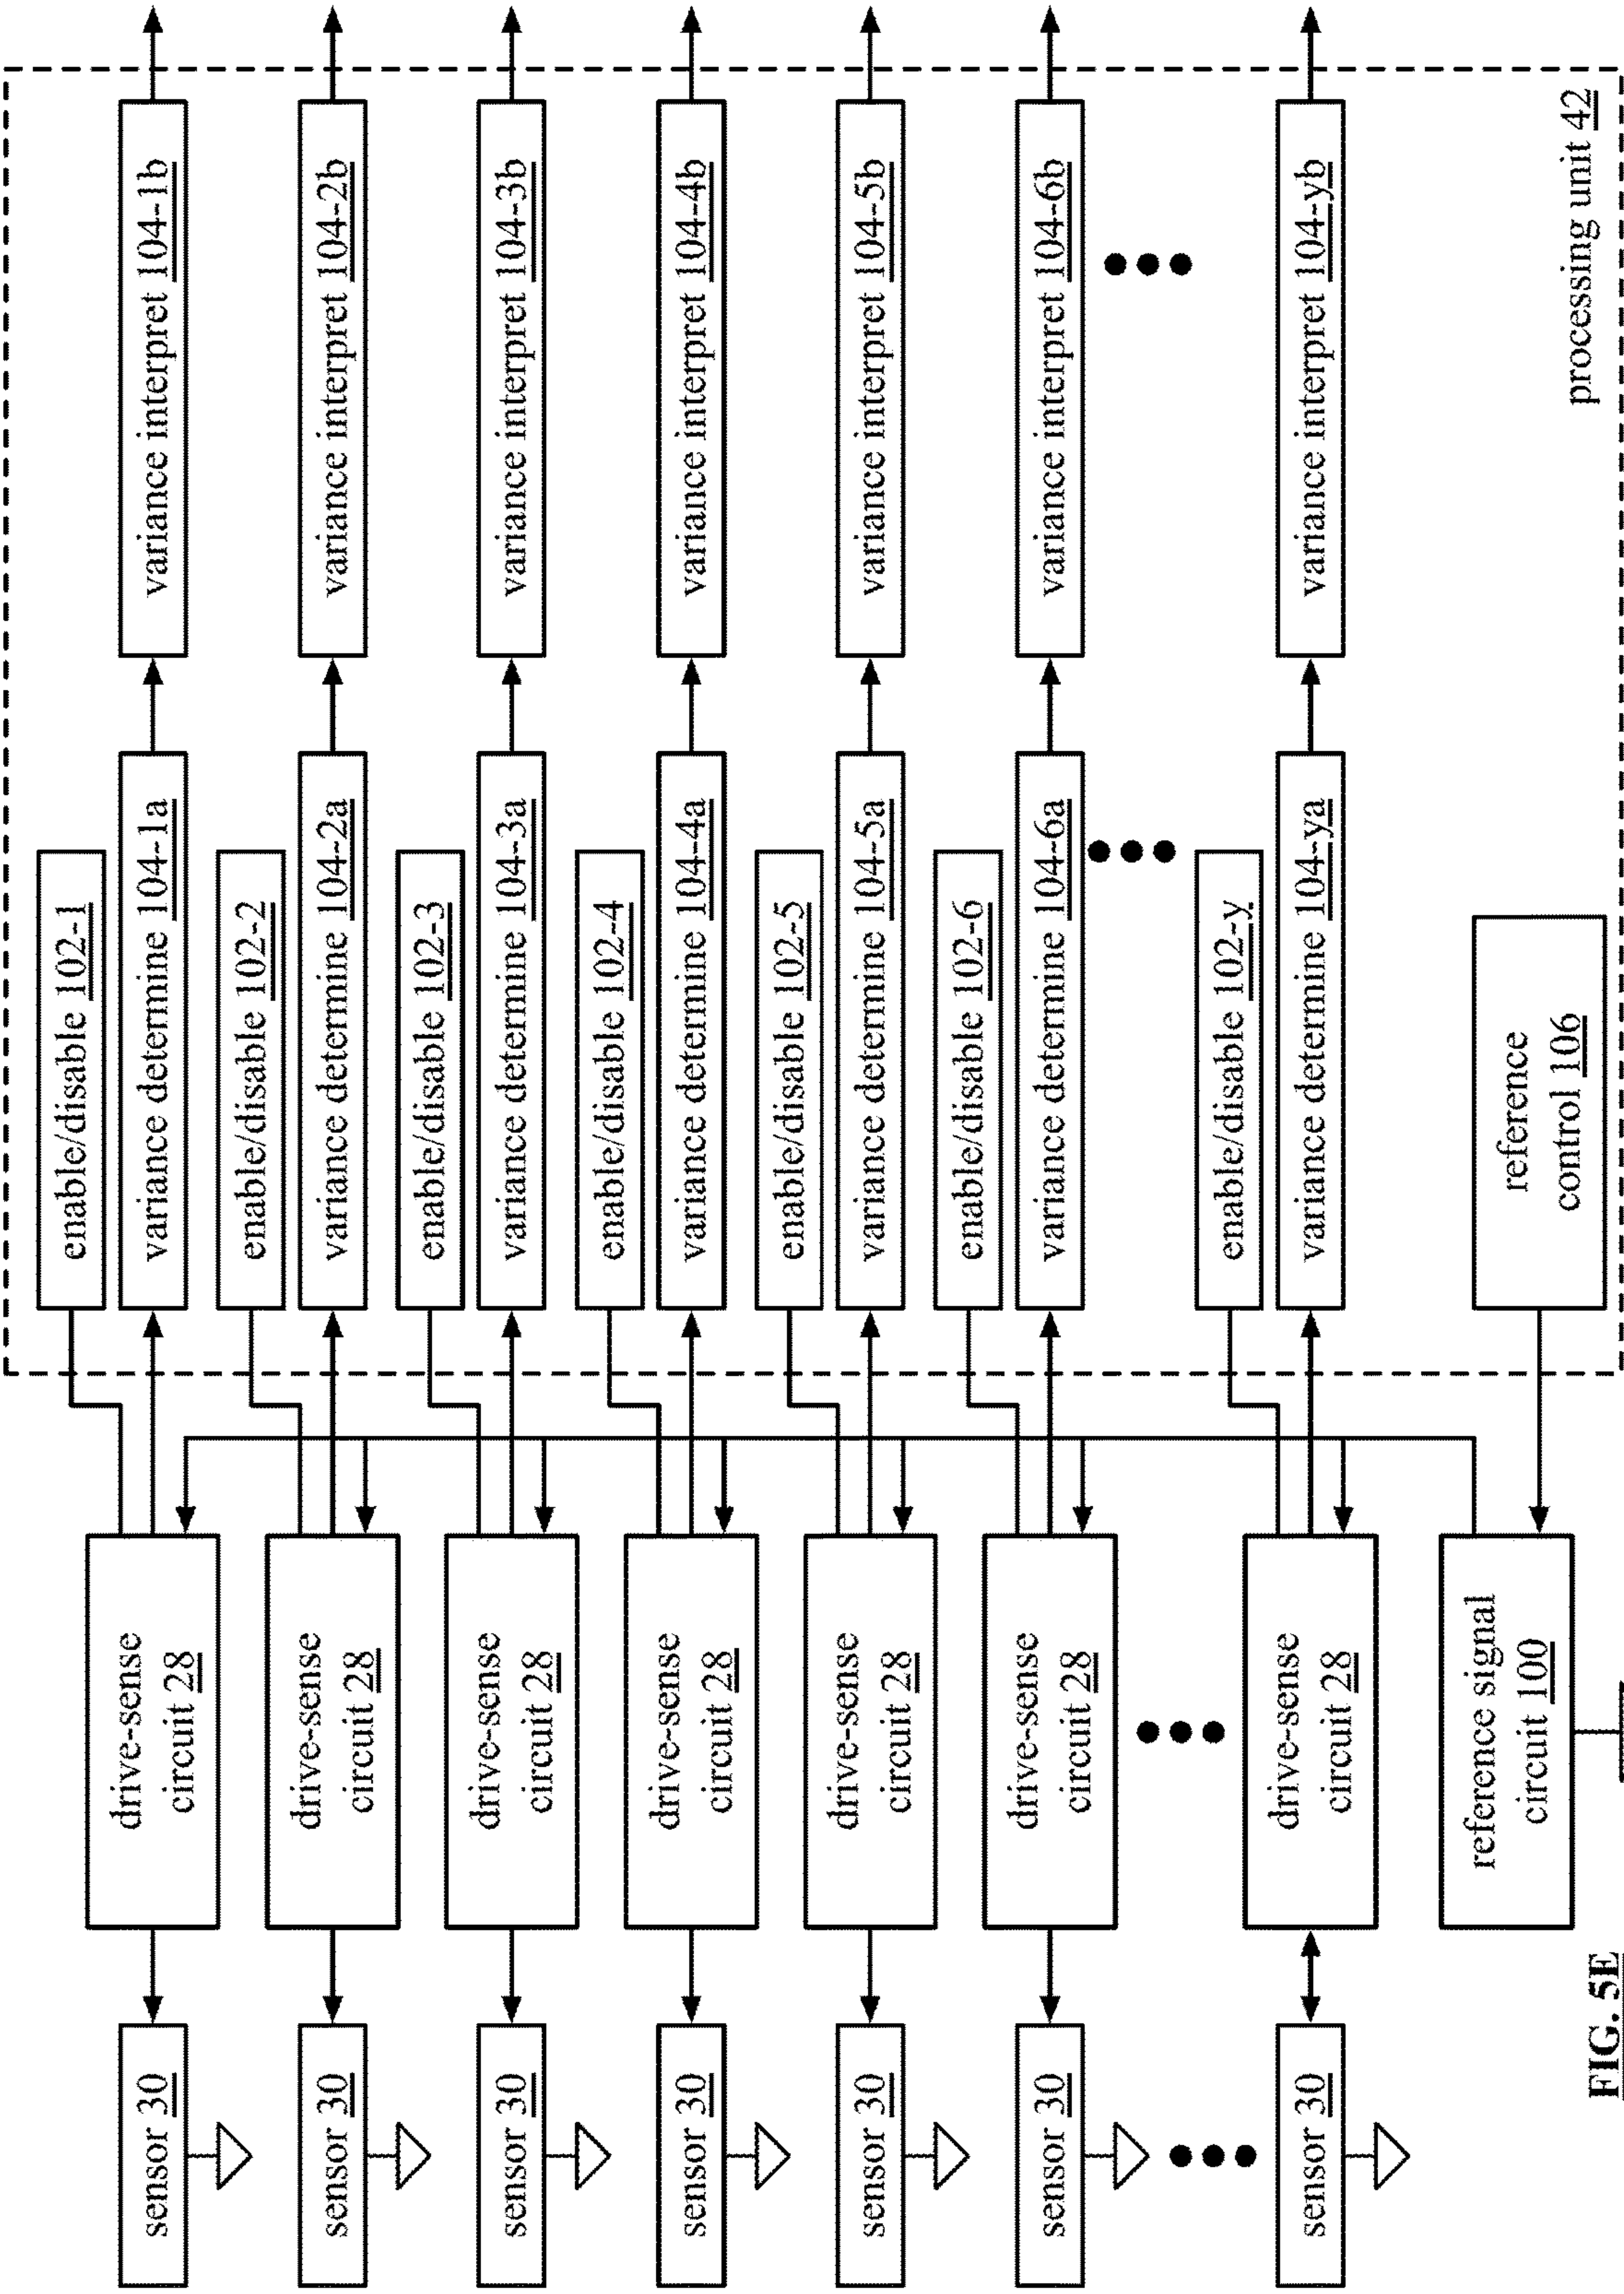 sensor 30
drive-sense
circuit 28
enable/disable 102-1
variance determine 104-1a
variance interpret 104-1b
sensor 30
drive-sense
circuit 28
enable/disable 102-2
variance determine 104-2a
variance interpret 104-2b
sensor 30
drive-sense
circuit 28
enable/disable 102-3
variance determine 104-3a
variance interpret 104-3b
sensor 30
drive-sense
circuit 28
enable/disable 102-4
variance determine 104-4a
variance interpret 104-4b
sensor 30
drive-sense
circuit 28
enable/disable 102-5
variance determine 104-5a
variance interpret 104-5b
sensor 30
drive-sense
circuit 28
enable/disable 102-6
variance determine 104-6a
variance interpret 104-6b
sensor 30
drive-sense
circuit 28
enable/disable 102-y
variance determine 104-ya
variance interpret 104-yb
reference signal
circuit 100
reference
control 106
processing unit 42
FIG. 5E